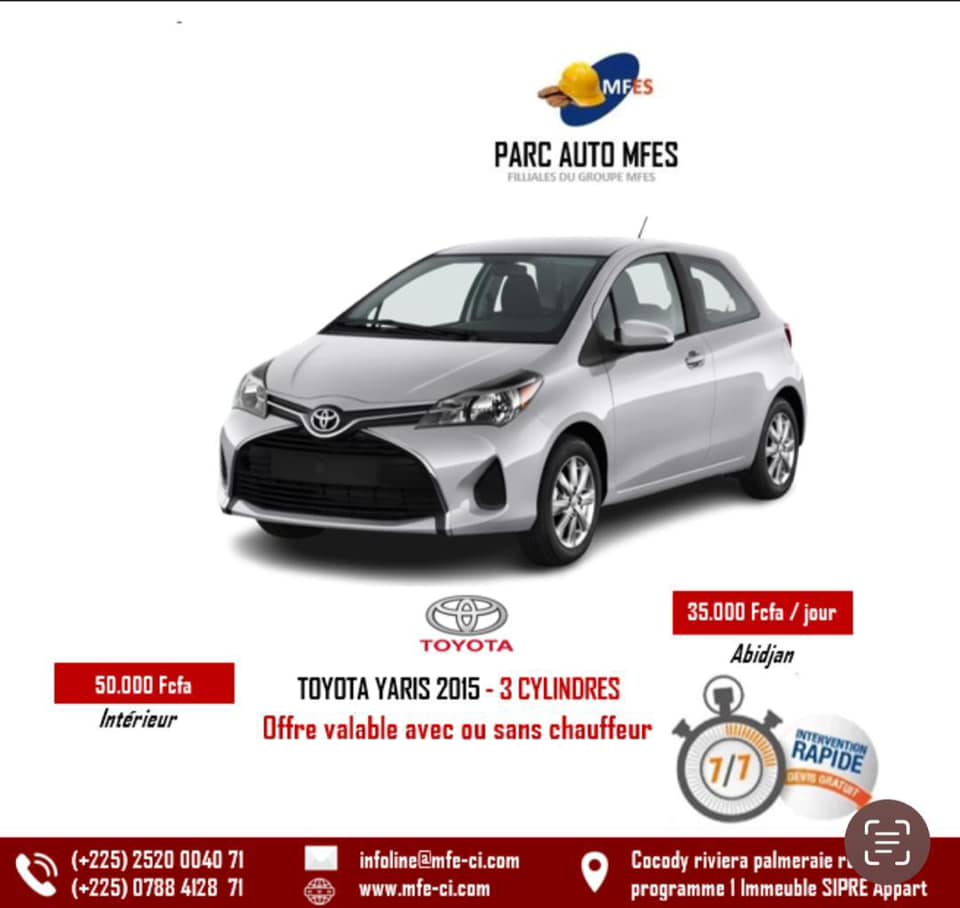 MFES
PARC AUTO MFES
FILLIALES DU GROUPE MFES
35.000 Fcfa / jour
Abidjan
TOYOTA
50.000 Fcfa
Intérieur
TOYOTA YARIS 2015 - 3 CYLINDRES
Offre valable avec ou sans chauffeur
7/7
INTERVENTION
RAPIDE
DEVIS GRATUIT
(+225) 2520 0040 71
(+225) 0788 4128 71
infoline@mfe-ci.com
www.mfe-ci.com
Cocody riviera palmeraie
programme 1 Immeuble SIPRE Appart